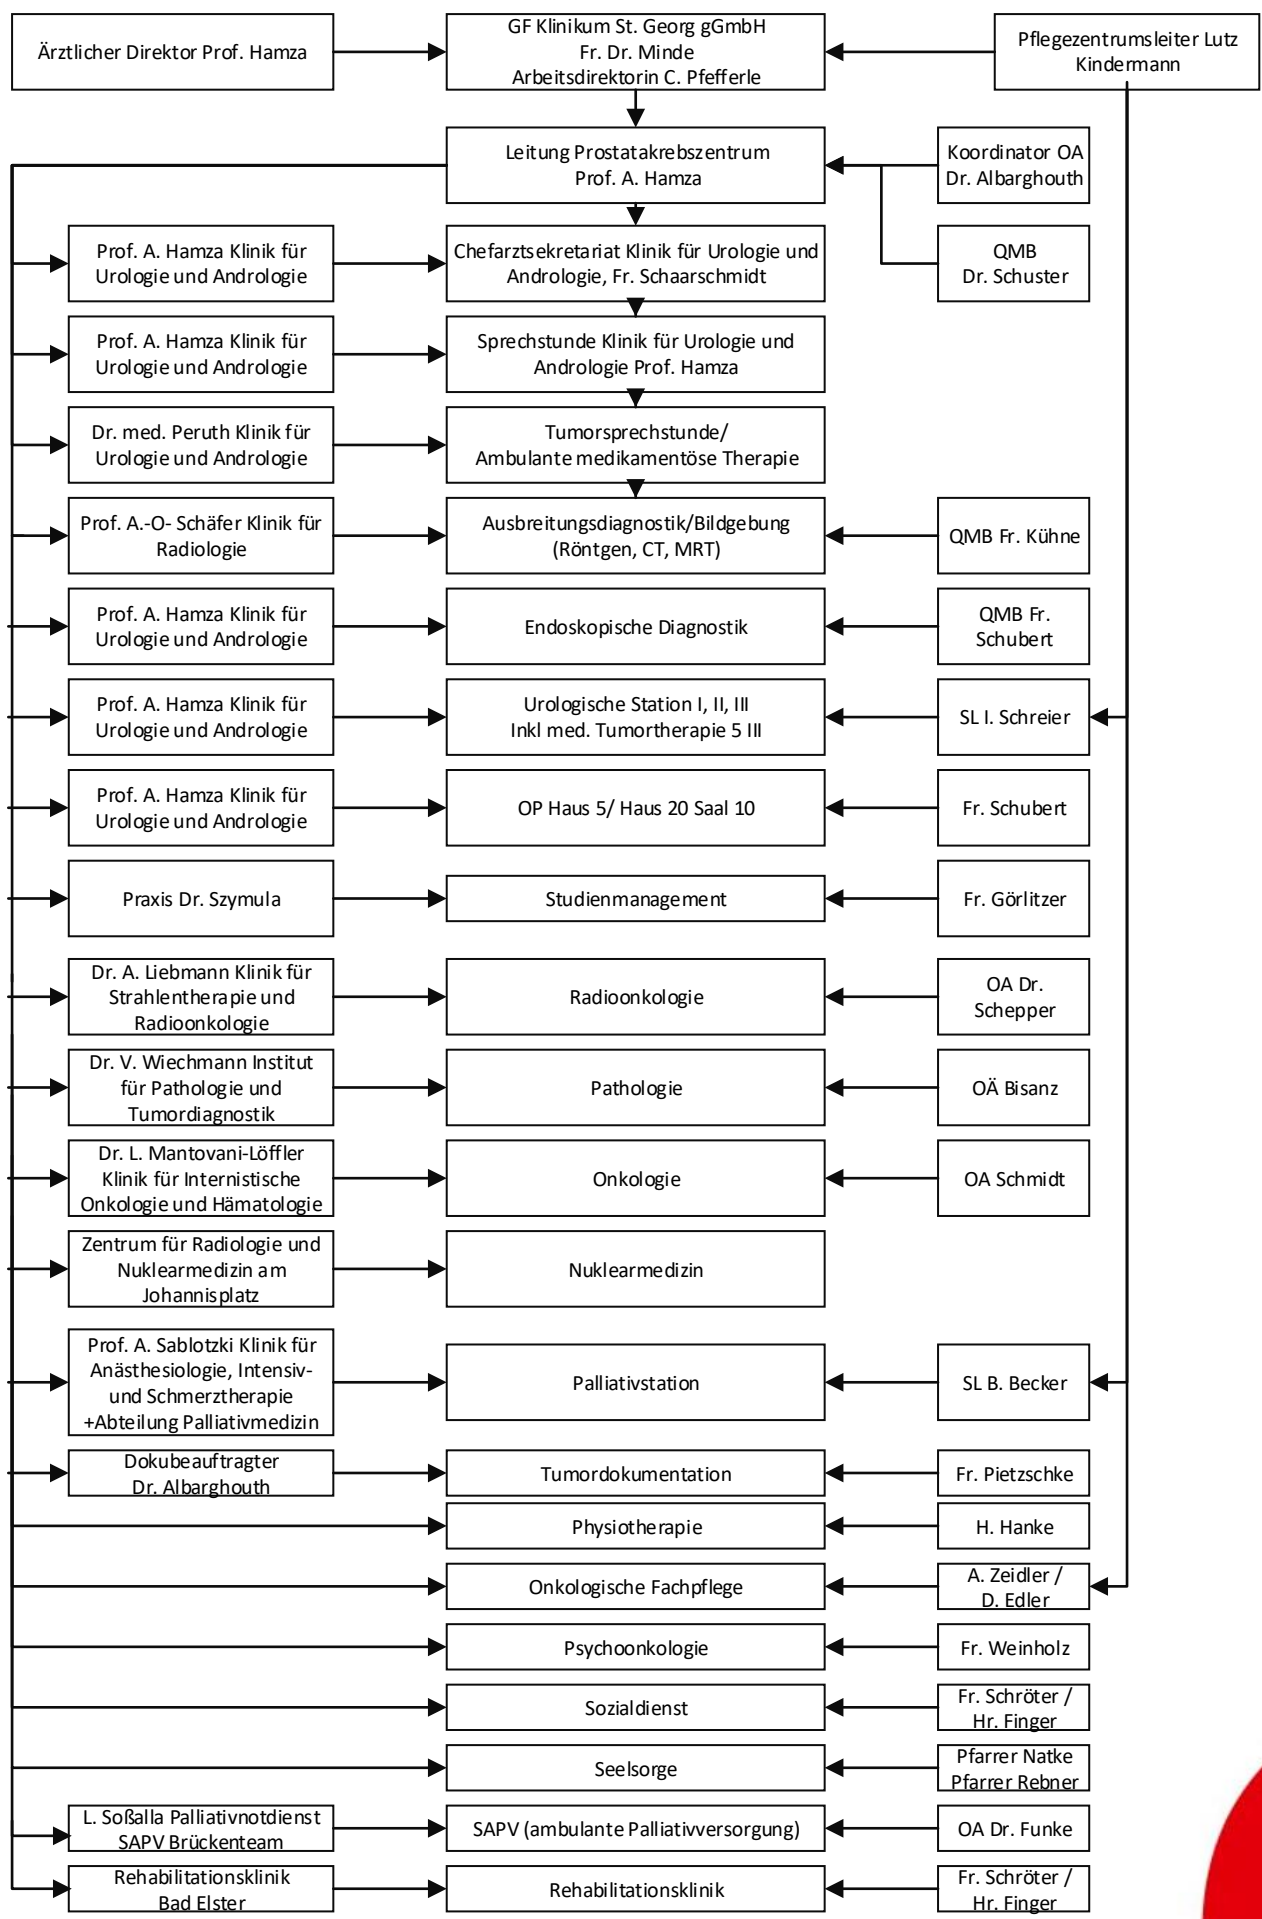 Ärztlicher Direktor Prof. Hamza
GF Klinikum St. Georg gGmbH
Fr. Dr. Minde
Arbeitsdirektorin C. Pfefferle
Pflegezentrumsleiter Lutz
Kindermann
Leitung Prostatakrebszentrum
Prof. A. Hamza
Koordinator OA
Dr. Albarghouth
Prof. A. Hamza Klinik für
Urologie und Andrologie
Chefarztsekretariat Klinik für Urologie und
Andrologie, Fr. Schaarschmidt
QMB
Dr. Schuster
Prof. A. Hamza Klinik für
Urologie und Andrologie
Sprechstunde Klinik für Urologie und
Andrologie Prof. Hamza
Dr. med. Peruth Klinik für
Urologie und Andrologie
Tumorsprechstunde/
Ambulante medikamentöse Therapie
Prof. A.-O- Schäfer Klinik für
Radiologie
Ausbreitungsdiagnostik/Bildgebung
(Röntgen, CT, MRT)
QMB Fr. Kühne
Prof. A. Hamza Klinik für
Urologie und Andrologie
Endoskopische Diagnostik
QMB Fr.
Schubert
Prof. A. Hamza Klinik für
Urologie und Andrologie
Urologische Station I, II, III
Inkl med. Tumortherapie 5 III
SL I. Schreier
Prof. A. Hamza Klinik für
Urologie und Andrologie
OP Haus 5/ Haus 20 Saal 10
Fr. Schubert
Praxis Dr. Szymula
Studienmanagement
Fr. Görlitzer
Dr. A. Liebmann Klinik für
Strahlentherapie und
Radioonkologie
Radioonkologie
OA Dr.
Schepper
Dr. V. Wiechmann Institut
für Pathologie und
Tumordiagnostik
Pathologie
OÄ Bisanz
Dr. L. Mantovani-Löffler
Klinik für Internistische
Onkologie und Hämatologie
Onkologie
OA Schmidt
Zentrum für Radiologie und
Nuklearmedizin am
Johannisplatz
Nuklearmedizin
Prof. A. Sablotzki Klinik für
Anästhesiologie, Intensiv-
und Schmerztherapie
+Abteilung Palliativmedizin
Palliativstation
SL B. Becker
Dokubeauftragter
Dr. Albarghouth
Tumordokumentation
Fr. Pietzschke
Physiotherapie
H. Hanke
Onkologische Fachpflege
A. Zeidler /
D. Edler
Psychoonkologie
Fr. Weinholz
Sozialdienst
Fr. Schröter /
Hr. Finger
Seelsorge
Pfarrer Natke
Pfarrer Rebner
L. Soßalla Palliativnotdienst
SAPV Brückenteam
SAPV (ambulante Palliativversorgung)
OA Dr. Funke
Rehabilitationsklinik
Bad Elster
Rehabilitationsklinik
Fr. Schröter /
Hr. Finger